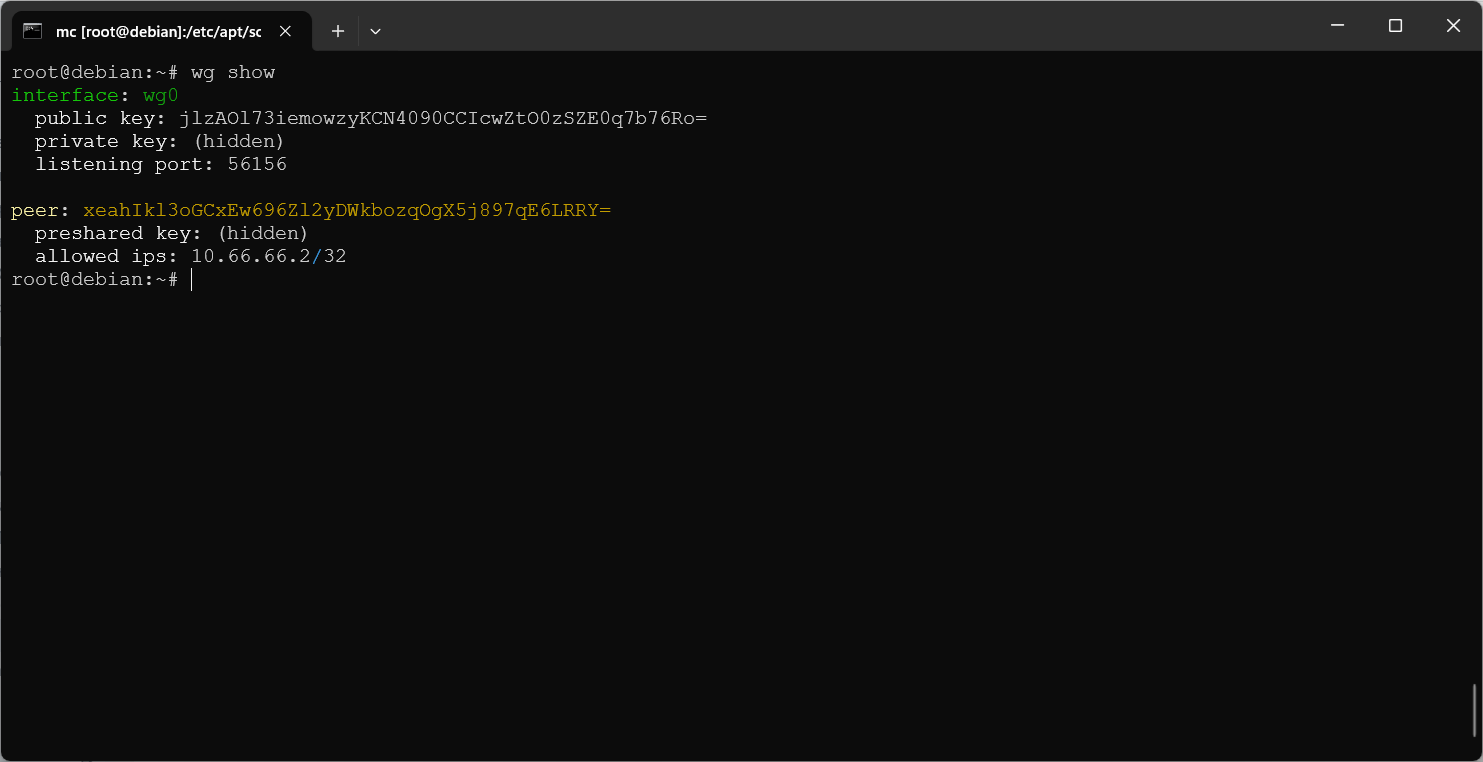 mc [root@debian]:/etc/apt/sc
root@debian:~# wg show
interface: wg0
  public key: jlzAOl73iemowzyKCN4090CCIcwZtO0zSZE0q7b76Ro=
  private key: (hidden)
  listening port: 56156

peer: xeahIkl3oGCxEw696Zl2yDWkbozqOgX5j897qE6LRRY=
  preshared key: (hidden)
  allowed ips: 10.66.66.2/32
root@debian:~#